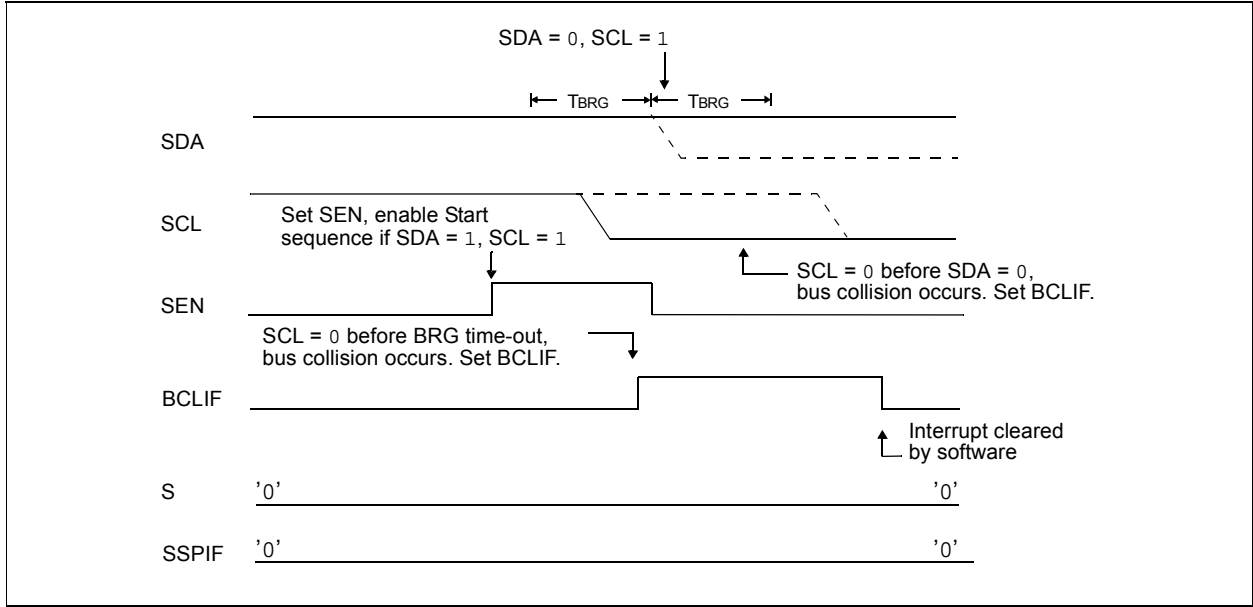 SDA = 0, SCL = 1
TBRG TBRG
SDA
SCL
Set SEN, enable Start
sequence if SDA = 1, SCL = 1
SCL = 0 before SDA = 0,
bus collision occurs. Set BCLIF.
SEN
SCL = 0 before BRG time-out,
bus collision occurs. Set BCLIF.
BCLIF
Interrupt cleared
by software
S '0' '0'
SSPIF '0' '0'